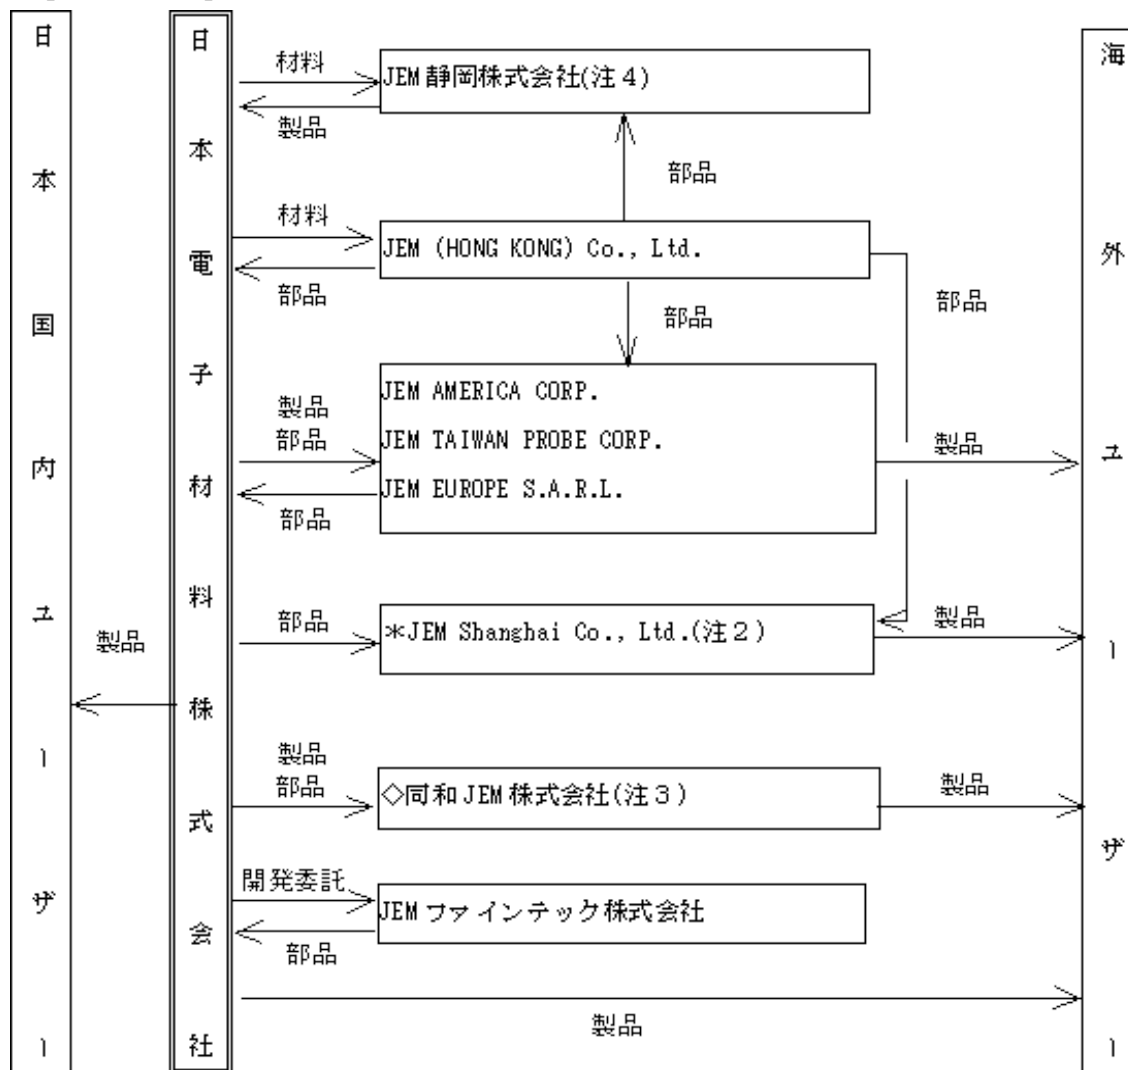 日本国内ユーザー
日本電子材料株式会社
材料
JEM静岡株式会社(注4)
製品
部品
材料
JEM (HONG KONG) Co., Ltd.
部品
部品
部品
製品
部品
JEM AMERICA CORP.
JEM TAIWAN PROBE CORP.
JEM EUROPE S.A.R.L.
製品
部品
部品
*JEM Shanghai Co., Ltd.(注2)
製品
製品
製品
部品
◇同和JEM株式会社(注3)
製品
開発委託
JEMファインテック株式会社
部品
製品
海外ユーザー